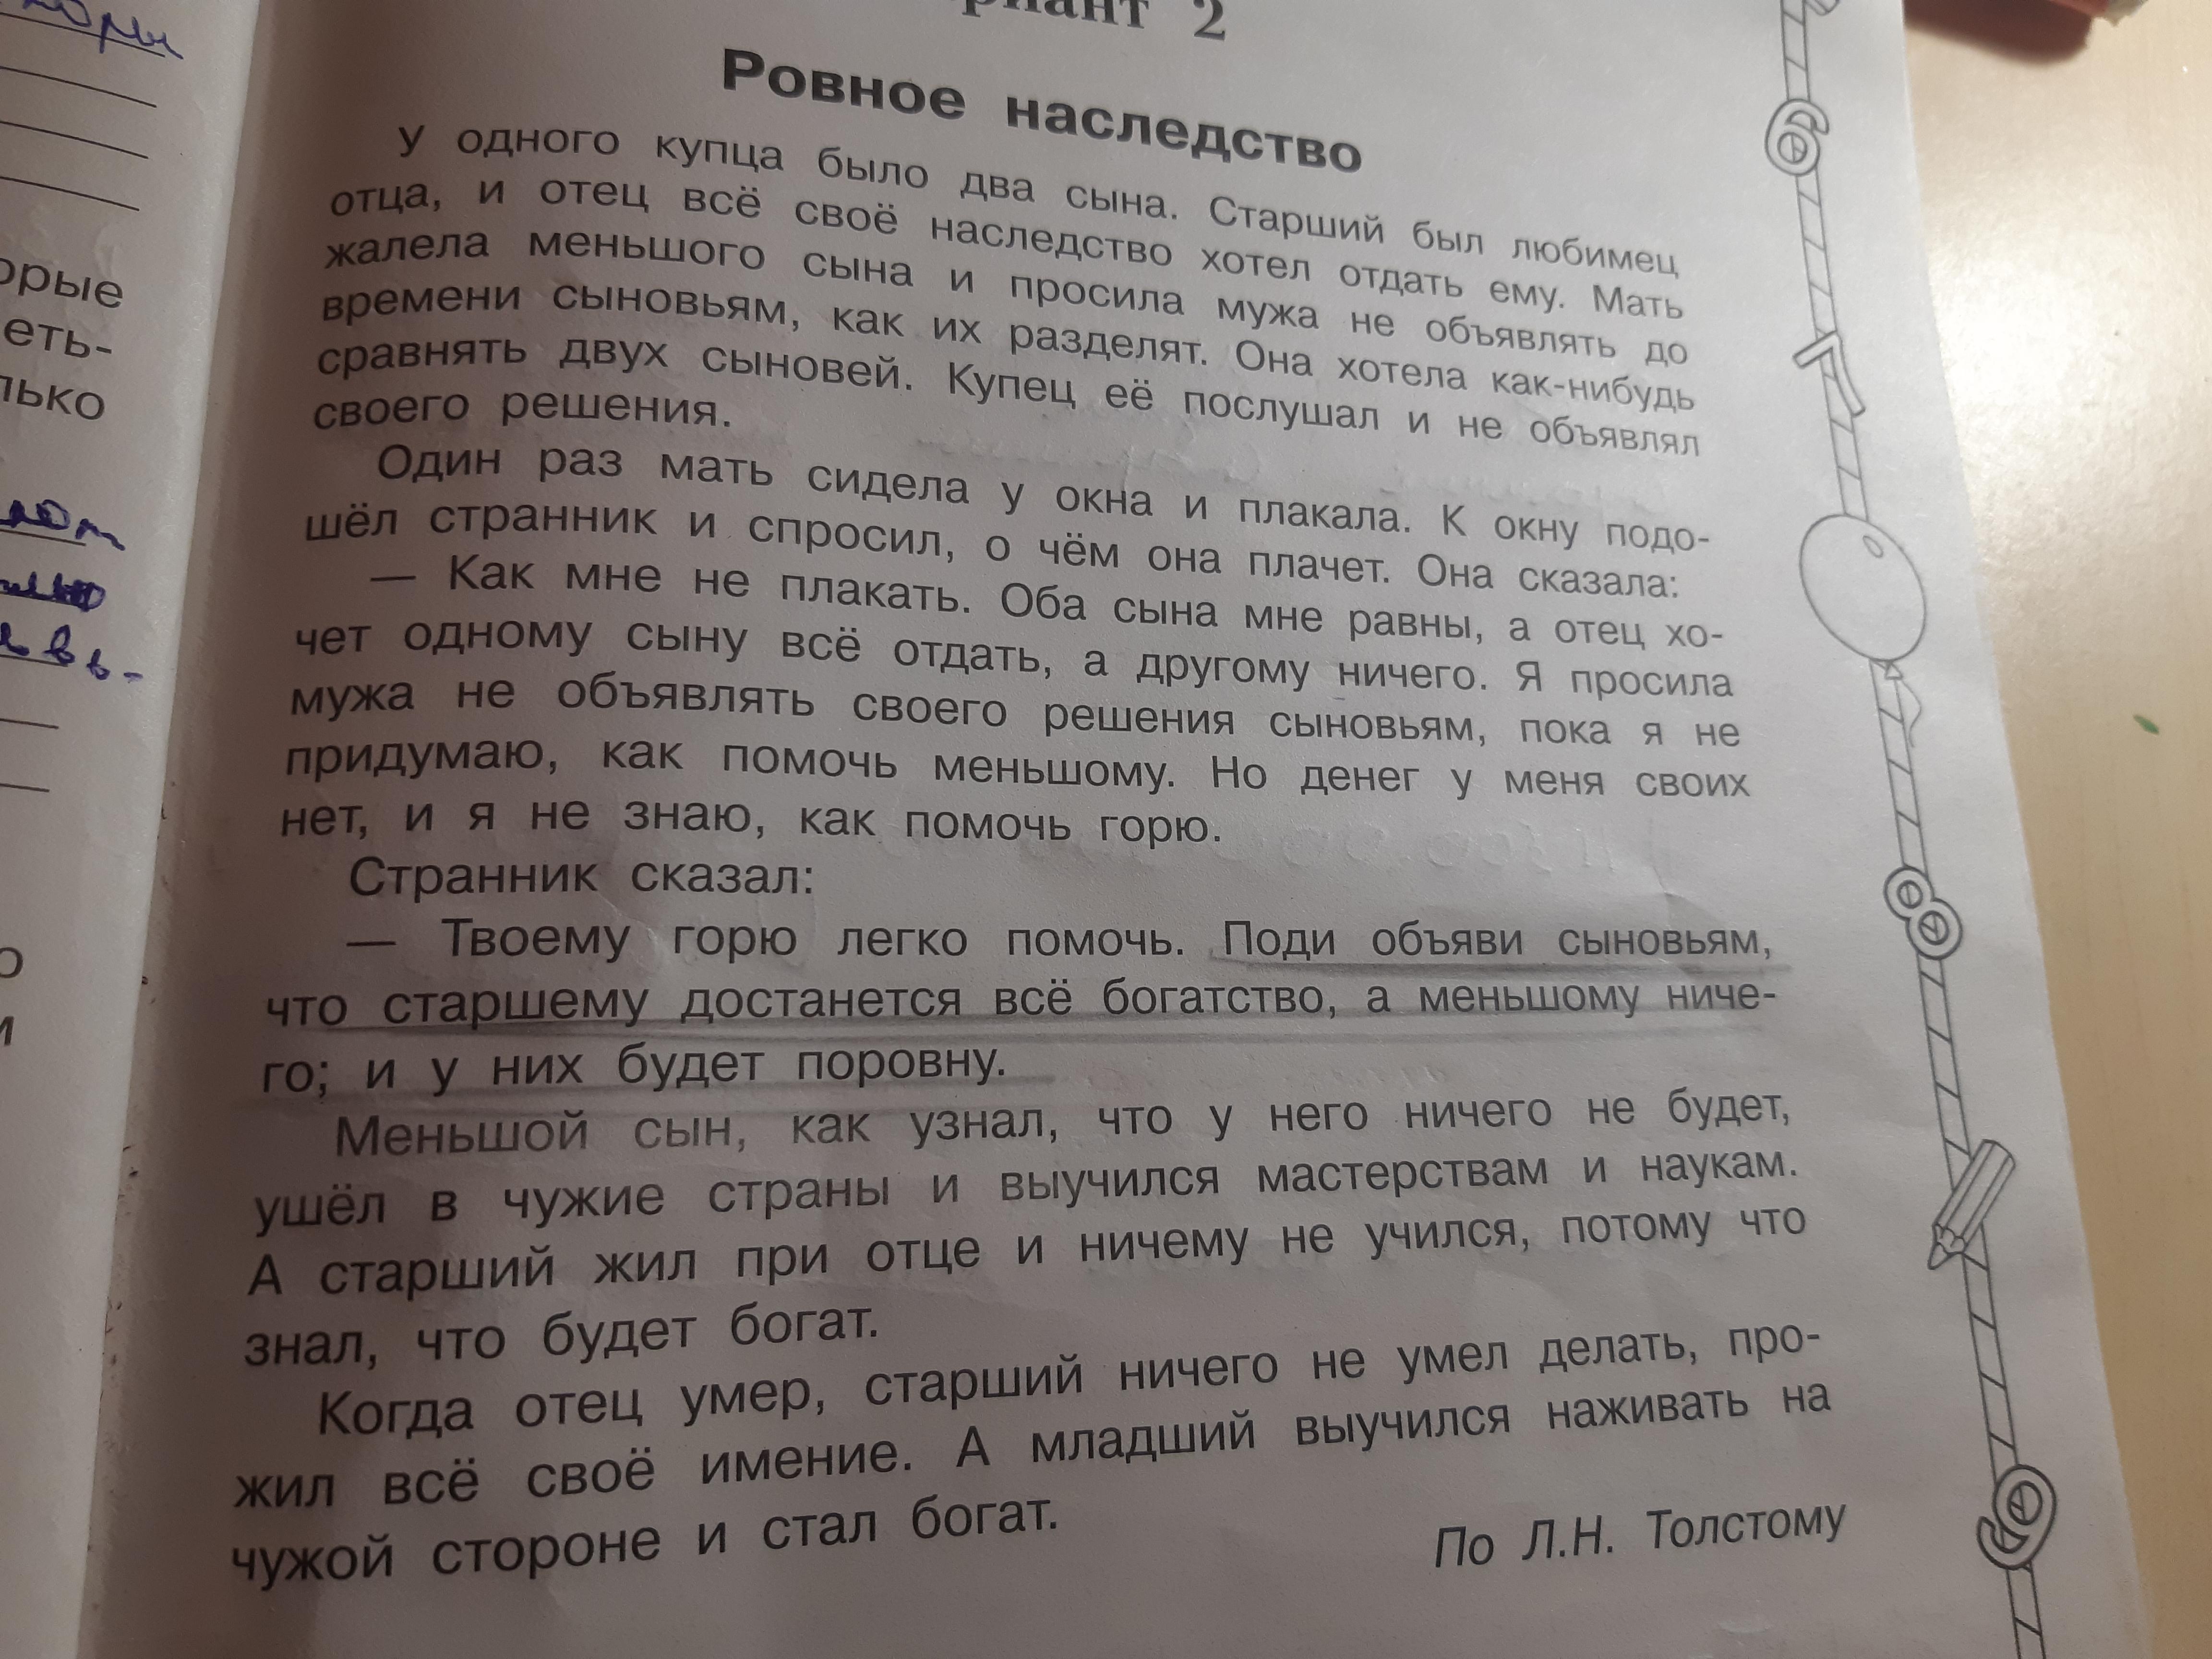 орые
еть-
лько
2
Ровное наследство
У одного купца было два сына. Старший был любимец
отца, и отец всё своё наследство хотел отдать ему. Мать
жалела меньшого сына и просила мужа не объявлять до
времени сыновьям, как их разделят. Она хотела как-нибудь
сравнять двух сыновей. Купец её послушал и не объявлял
своего решения.
Один раз мать сидела у окна и плакала. К окну подо-
шёл странник и спросил, о чём она плачет. Она сказала:
— Как мне не плакать. Оба сына мне равны, а отец хо-
чет одному сыну всё отдать, а другому ничего. Я просила
мужа не объявлять своего решения сыновьям, пока я не
придумаю, как помочь меньшому. Но денег у меня своих
нет, и я не знаю, как помочь горю.
Странник сказал:
— Твоему горю легко помочь. Поди объяви сыновьям,
что старшему достанется всё богатство, а меньшому ниче-
го; и у них будет поровну.
Меньшой сын, как узнал, что у него ничего не будет,
ушёл в чужие страны и выучился мастерствам и наукам.
А старший жил при отце и ничему не учился, потому что
знал, что будет богат.
Когда отец умер, старший ничего не умел делать, про-
жил всё своё имение. А младший выучился наживать на
чужой стороне и стал богат.
По Л.Н. Толстому
6
7
8
9